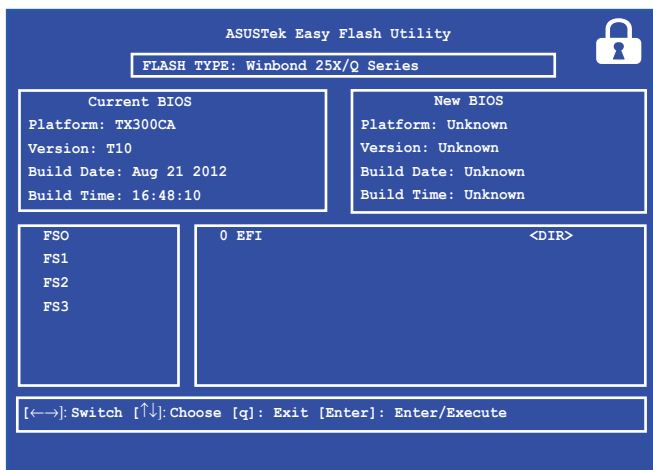 ASUSTek Easy Flash Utility
FLASH TYPE: Winbond 25X/Q Series
Current BIOS
Platform: TX300CA
Version: T10
Build Date: Aug 21 2012
Build Time: 16:48:10
New BIOS
Platform: Unknown
Version: Unknown
Build Date: Unknown
Build Time: Unknown
FSO
FS1
FS2
FS3
0 EFI <DIR>
[←→]: Switch [↑↓]: Choose [q]: Exit [Enter]: Enter/Execute